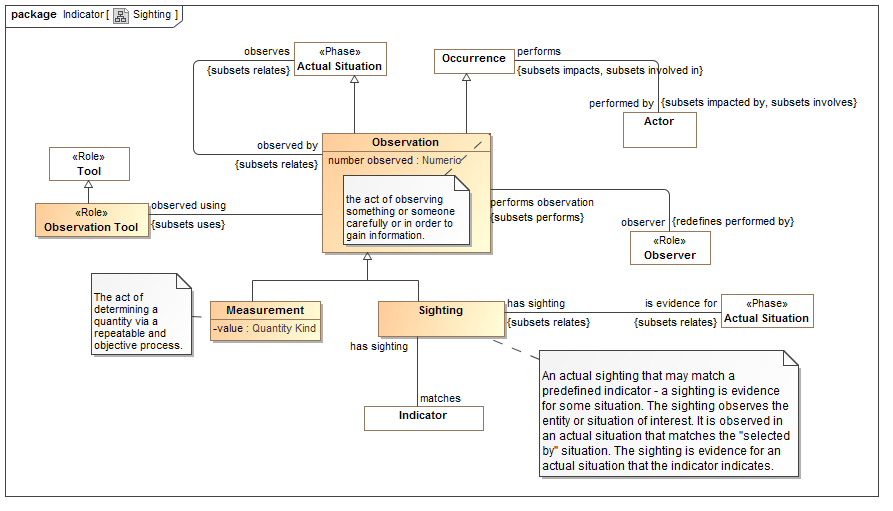 package Indicator [ Sighting ]
observes
«Phase»
Actual Situation
{subsets relates}
Occurrence
performs
{subsets impacts, subsets involved in}
performed by
{subsets impacted by, subsets involves}
Actor
observed by
{subsets relates}
Observation
number observed : Numeric
the act of observing
something or someone
carefully or in order to
gain information.
«Role»
Tool
«Role»
Observation Tool
observed using
{subsets uses}
performs observation
{subsets performs}
observer
{redefines performed by}
«Role»
Observer
The act of
determining a
quantity via a
repeatable and
objective process.
Measurement
-value : Quantity Kind
Sighting
has sighting
{subsets relates}
is evidence for
{subsets relates}
«Phase»
Actual Situation
has sighting
matches
Indicator
An actual sighting that may match a
predefined indicator - a sighting is evidence
for some situation. The sighting observes the
entity or situation of interest. It is observed in
an actual situation that matches the "selected
by" situation. The sighting is evidence for an
actual situation that the indicator indicates.